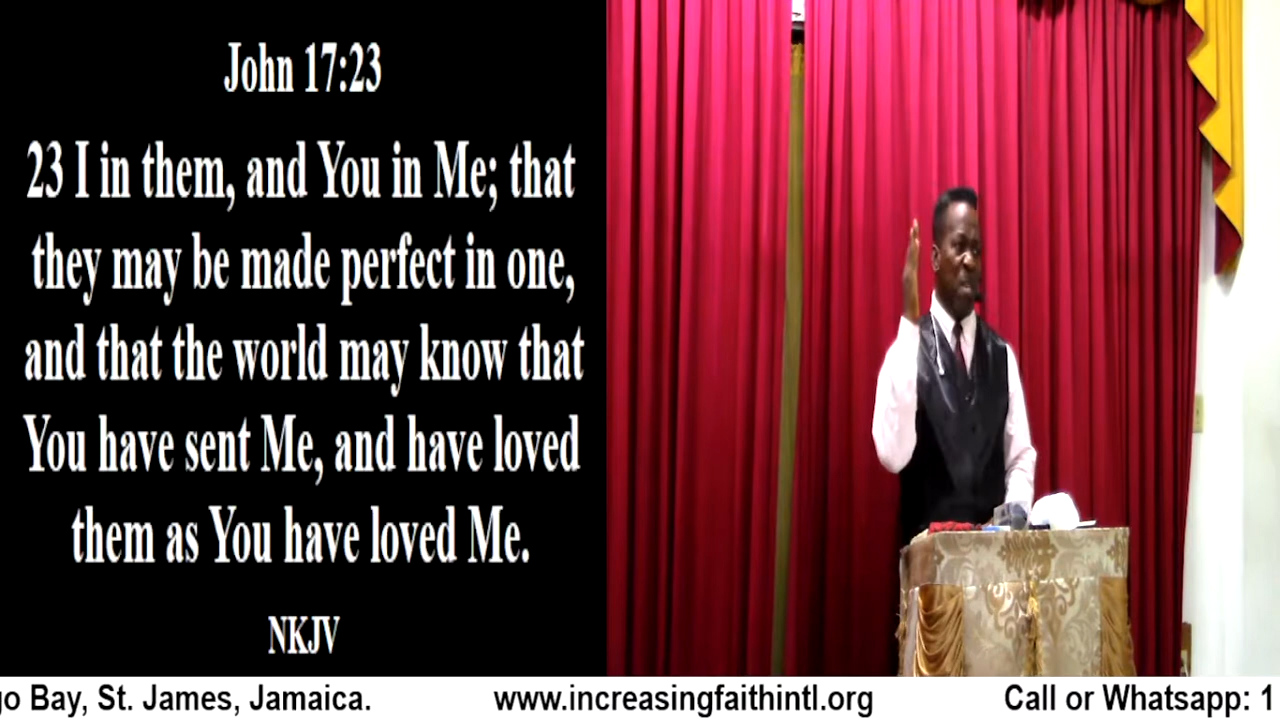 John 17:23
23 I in them, and You in Me; that
they may be made perfect in one,
and that the world may know that
You have sent Me, and have loved
them as You have loved Me.
NKJV
go Bay, St. James, Jamaica. www.increasingfaithintl.org Call or Whatsapp: 1